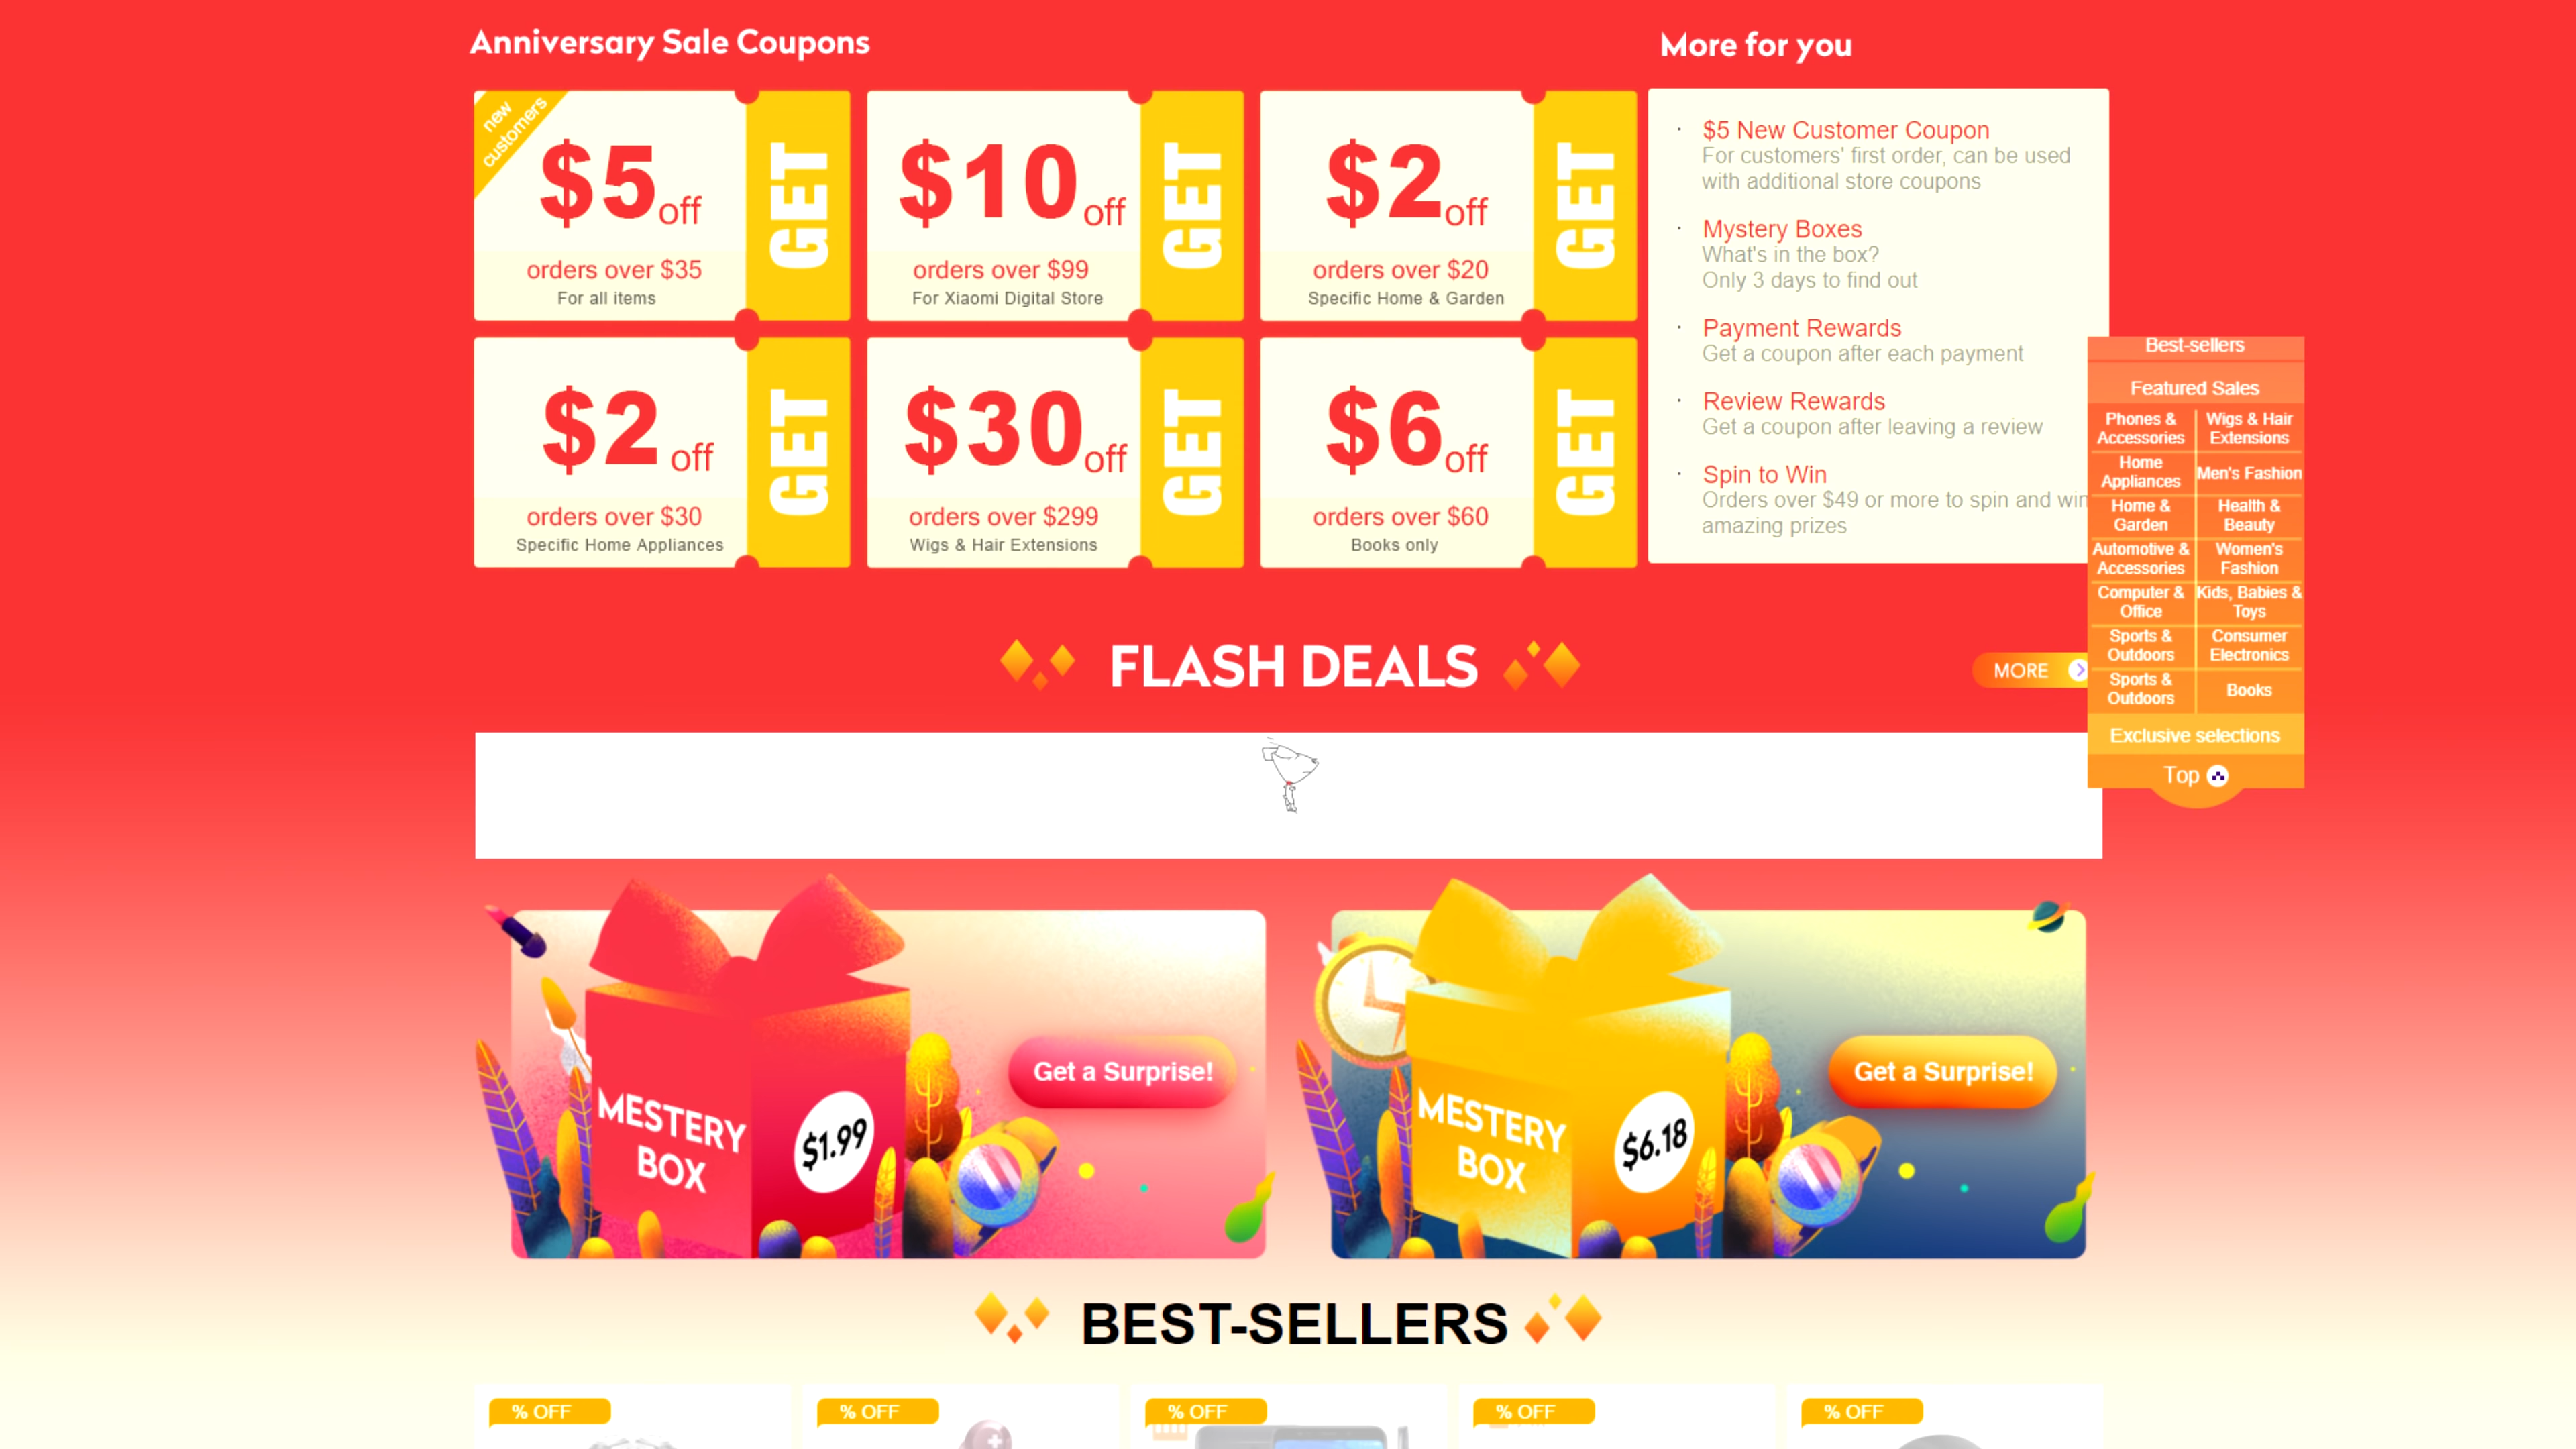 Anniversary Sale Coupons
new
customers
$5 off
orders over $35
For all items
GET
$10 off
orders over $99
For Xiaomi Digital Store
GET
$2 off
orders over $20
Specific Home & Garden
GET
$2 off
orders over $30
Specific Home Appliances
GET
$30 off
orders over $299
Wigs & Hair Extensions
GET
$6 off
orders over $60
Books only
GET
More for you
· $5 New Customer Coupon
For customers' first order, can be used
with additional store coupons
· Mystery Boxes
What's in the box?
Only 3 days to find out
· Payment Rewards
Get a coupon after each payment
· Review Rewards
Get a coupon after leaving a review
· Spin to Win
Orders over $49 or more to spin and win
amazing prizes
Best-sellers
Featured Sales
Phones &
Accessories
Wigs & Hair
Extensions
Home
Appliances
Men's Fashion
Home &
Garden
Health &
Beauty
Automotive &
Accessories
Women's
Fashion
Computer &
Office
Kids, Babies &
Toys
Sports &
Outdoors
Consumer
Electronics
Sports &
Outdoors
Books
Exclusive selections
Top
FLASH DEALS
MORE
MESTERY
BOX
$1.99
Get a Surprise!
MESTERY
BOX
$6.18
Get a Surprise!
BEST-SELLERS
% OFF
% OFF
% OFF
% OFF
% OFF